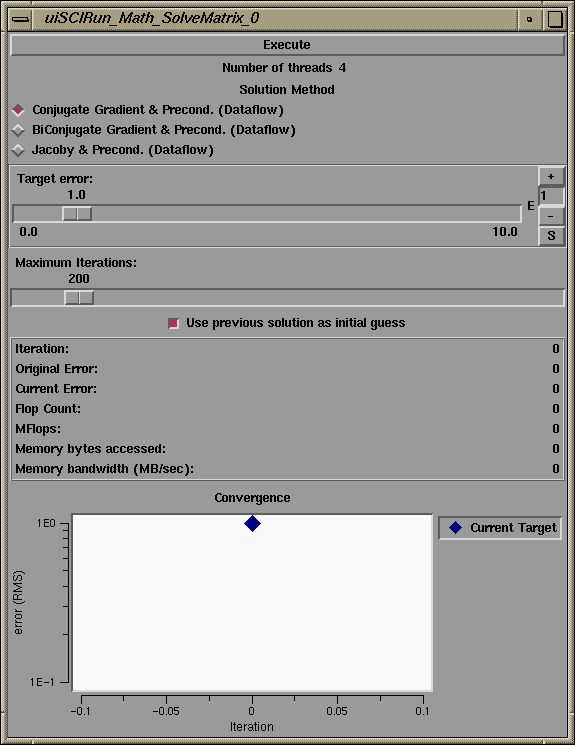 uiSCIRun_Math_SolveMatrix_0
Execute
Number of threads 4
Solution Method
Conjugate Gradient & Precond. (Dataflow)
BiConjugate Gradient & Precond. (Dataflow)
Jacoby & Precond. (Dataflow)
Target error:
1.0
0.0 10.0
E 1
+
-
S
Maximum Iterations:
200
Use previous solution as initial guess
Iteration: 0
Original Error: 0
Current Error: 0
Flop Count: 0
MFlops: 0
Memory bytes accessed: 0
Memory bandwidth (MB/sec): 0
Convergence
1E0
1E-1
error (RMS)
Current Target
-0.1 -0.05 0 0.05 0.1
Iteration